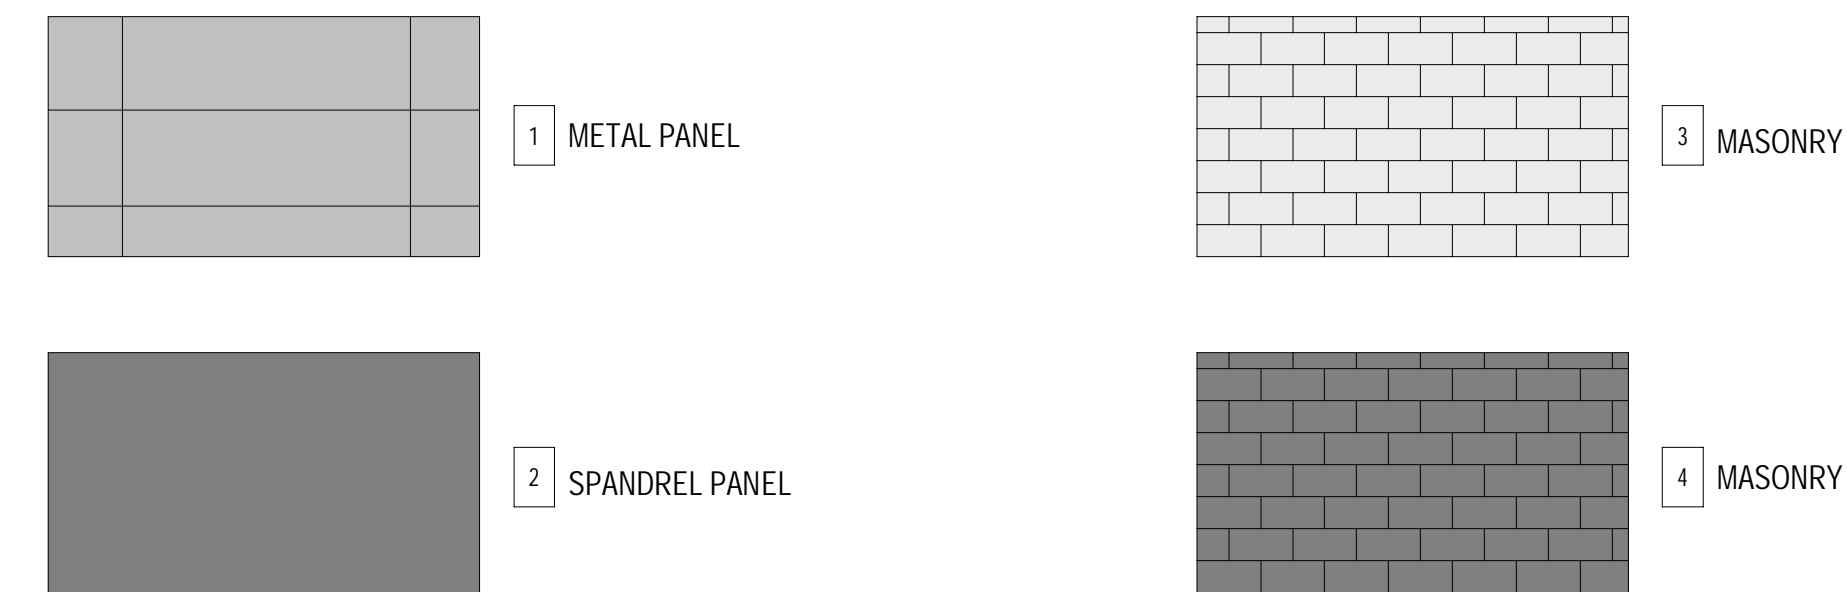 1 METAL PANEL
3 MASONRY
2 SPANDREL PANEL
4 MASONRY